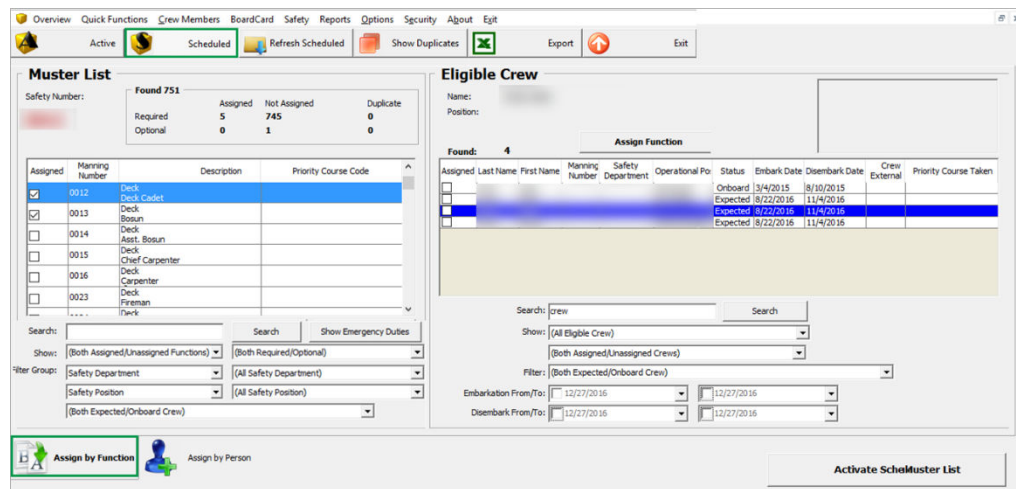 Overview Quick Functions Crew Members BoardCard Safety Reports Options Security About Exit
Active Scheduled Refresh Scheduled Show Duplicates Export Exit
Muster List
Safety Number:
Found 751
Assigned Not Assigned Duplicate
Required 5 745 0
Optional 0 1 0
Assigned Manning Number Description Priority Course Code
0012 Deck
Deck Cadet
0013 Deck
Bosun
0014 Deck
Asst. Bosun
0015 Deck
Chief Carpenter
0016 Deck
Carpenter
0023 Deck
Fireman
Deck
Search: Search Show Emergency Duties
Show: (Both Assigned/Unassigned Functions) (Both Required/Optional)
Filter Group: Safety Department (All Safety Department)
Safety Position (All Safety Position)
(Both Expected/Onboard Crew)
Eligible Crew
Name:
Position:
Assign Function
Found: 4
Assigned Last Name First Name Manning Number Safety Department Operational Po: Status Embark Date Disembark Date Crew External Priority Course Taken
Onboard 3/4/2015 8/10/2015
Expected 8/22/2016 11/4/2016
Expected 8/22/2016 11/4/2016
Expected 8/22/2016 11/4/2016
Search: crew Search
Show: (All Eligible Crew)
(Both Assigned/Unassigned Crews)
Filter: (Both Expected/Onboard Crew)
Embarkation From/To: 12/27/2016 12/27/2016
Disembark From/To: 12/27/2016 12/27/2016
Assign by Function Assign by Person
Activate Muster List